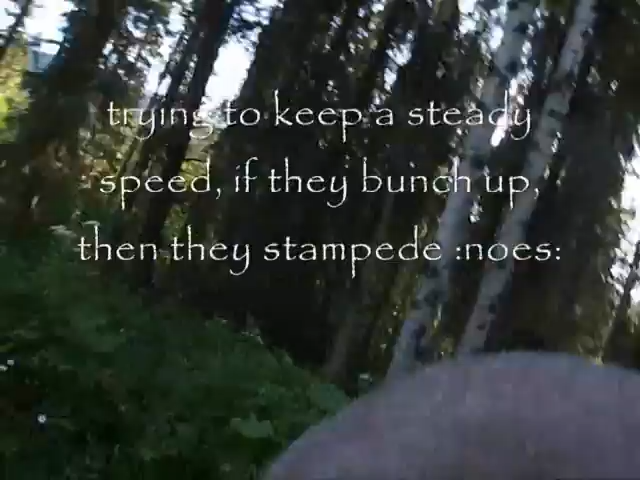 trying to keep a steady
speed, if they bunch up,
then they stampede :noes: